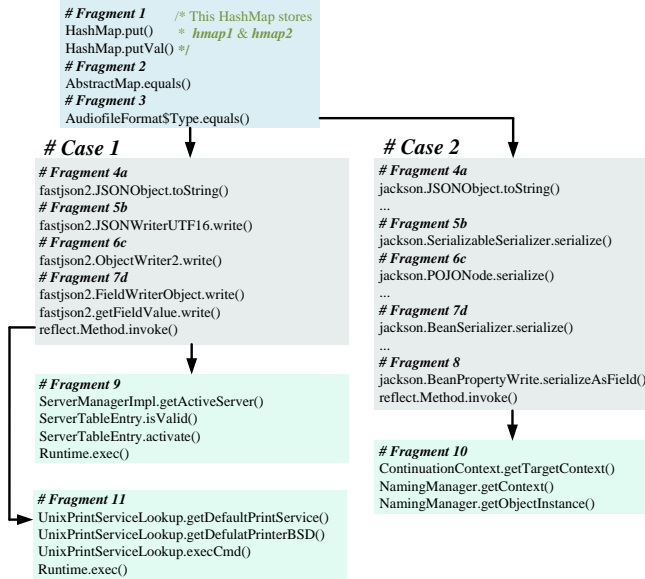 # Fragment 1 /* This HashMap stores
HashMap.put() * hmap1 & hmap2
HashMap.putVal() */
# Fragment 2
AbstractMap.equals()
# Fragment 3
AudiofileFormat$Type.equals()
# Case 1
# Fragment 4a
fastjson2.JSONObject.toString()
# Fragment 5b
fastjson2.JSONWriterUTF16.write()
# Fragment 6c
fastjson2.ObjectWriter2.write()
# Fragment 7d
fastjson2.FieldWriterObject.write()
fastjson2.getFieldValue.write()
reflect.Method.invoke()
# Fragment 9
ServerManagerImpl.getActiveServer()
ServerTableEntry.isValid()
ServerTableEntry.activate()
Runtime.exec()
# Fragment 11
UnixPrintServiceLookup.getDefaultPrintService()
UnixPrintServiceLookup.getDefulatPrinterBSD()
UnixPrintServiceLookup.execCmd()
Runtime.exec()
# Case 2
# Fragment 4a
jackson.JSONObject.toString()
...
# Fragment 5b
jackson.SerializableSerializer.serialize()
# Fragment 6c
jackson.POJONode.serialize()
...
# Fragment 7d
jackson.BeanSerializer.serialize()
...
# Fragment 8
jackson.BeanPropertyWrite.serializeAsField()
reflect.Method.invoke()
# Fragment 10
ContinuationContext.getTargetContext()
NamingManager.getContext()
NamingManager.getObjectInstance()